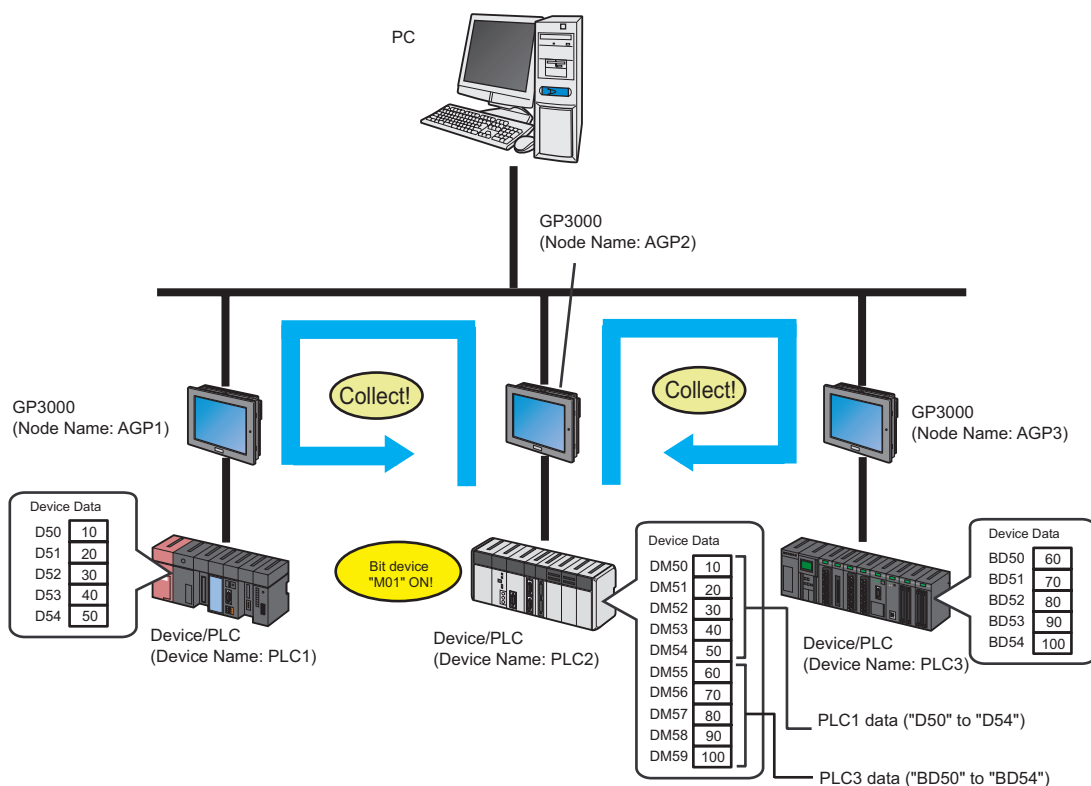 PC
GP3000
(Node Name: AGP2)
Collect!
Collect!
GP3000
(Node Name: AGP1)
GP3000
(Node Name: AGP3)
Device Data
D50 10
D51 20
D52 30
D53 40
D54 50
Device/PLC
(Device Name: PLC1)
Bit device
"M01" ON!
Device/PLC
(Device Name: PLC2)
Device Data
DM50 10
DM51 20
DM52 30
DM53 40
DM54 50
DM55 60
DM56 70
DM57 80
DM58 90
DM59 100
Device/PLC
(Device Name: PLC3)
Device Data
BD50 60
BD51 70
BD52 80
BD53 90
BD54 100
PLC1 data ("D50" to "D54")
PLC3 data ("BD50" to "BD54")